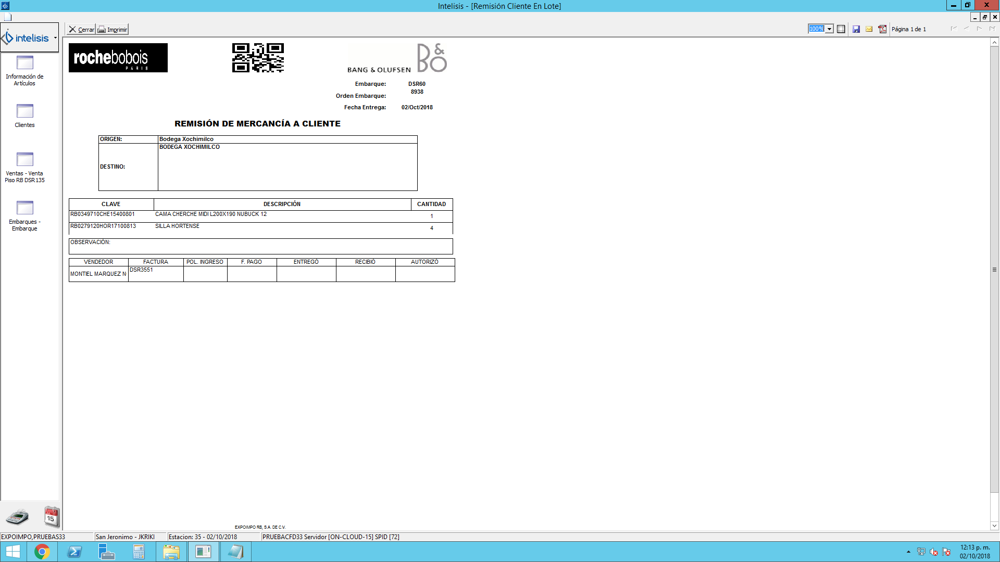 Intelisis - [Remisión Cliente En Lote]
intelisis
Cerrar Imprimir
100%
Página 1 de 1
Información de
Artículos
Clientes
Ventas - Venta
Piso RB DSR135
Embarques -
Embarque
rochebobois
PARIS
BANG & OLUFSEN B&O
Embarque: DSR60
8938
Orden Embarque:
Fecha Entrega: 02/Oct/2018
REMISIÓN DE MERCANCÍA A CLIENTE
ORIGEN: Bodega Xochimilco
BODEGA XOCHIMILCO
DESTINO:
CLAVE DESCRIPCIÓN CANTIDAD
RB0349710CHE15400801 CAMA CHERCHE MIDI L200X190 NUBUCK 12 1
RB0279120HOR17100813 SILLA HORTENSE 4
OBSERVACIÓN:
VENDEDOR FACTURA POL. INGRESO F. PAGO ENTREGÓ RECIBIÓ AUTORIZÓ
MONTIEL MARQUEZ N DSR3551
15
EXPOIMPO RB, S.A. DE C.V.
EXPOIMPO,PRUEBAS33 San Jeronimo - JKRIKI Estacion: 35 - 02/10/2018 PRUEBACFD33 Servidor [ON-CLOUD-15] SPID [72]
12:13 p. m.
02/10/2018